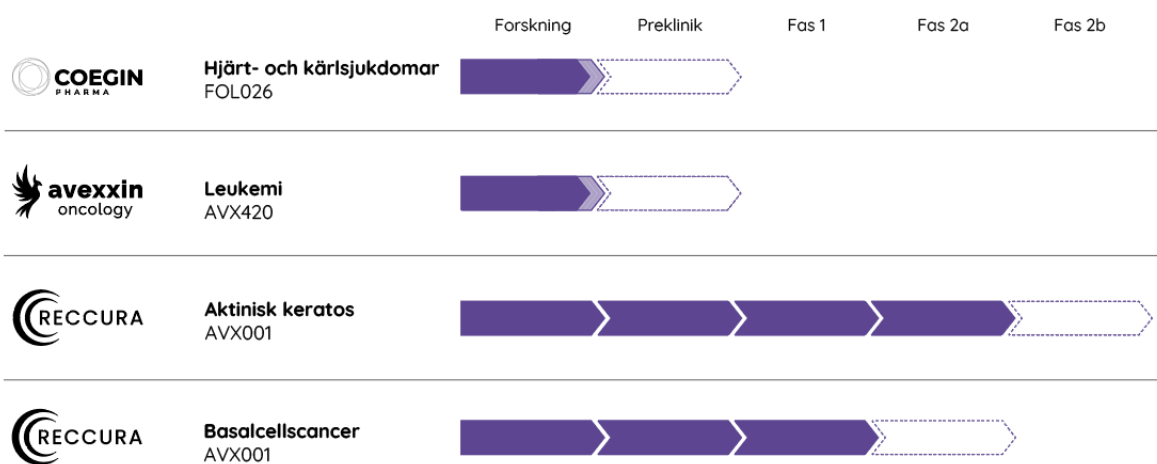 Forskning Preklinik Fas 1 Fas 2a Fas 2b
COEGIN
PHARMA
Hjärt- och kärlsjukdomar
FOL026
avexxin
oncology
Leukemi
AVX420
RECCURA
Aktinisk keratos
AVX001
RECCURA
Basalcellscancer
AVX001